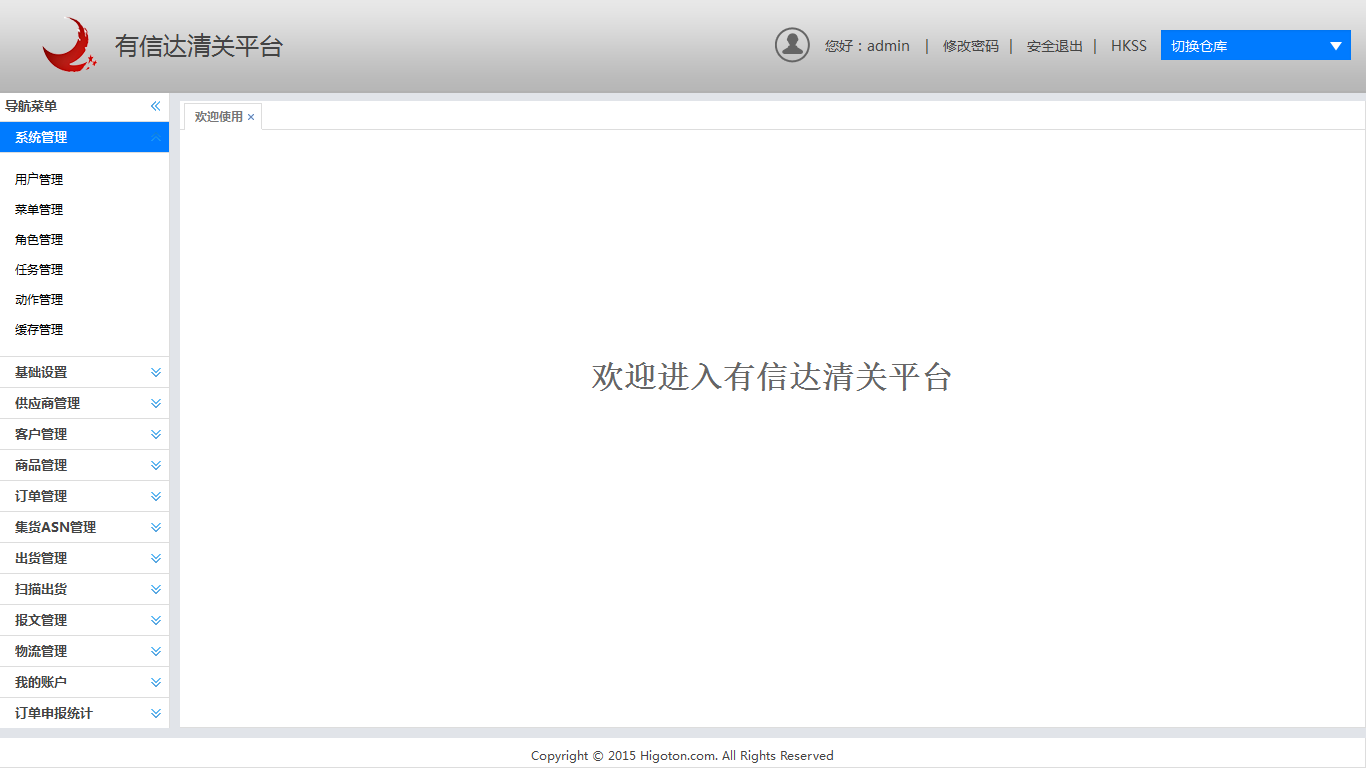 有信达清关平台
您好：admin | 修改密码 | 安全退出 | HKSS 切换仓库
导航菜单
系统管理
用户管理
菜单管理
角色管理
任务管理
动作管理
缓存管理
基础设置
供应商管理
客户管理
商品管理
订单管理
集货ASN管理
出货管理
扫描出货
报文管理
物流管理
我的账户
订单申报统计
欢迎使用 ×
欢迎进入有信达清关平台
Copyright © 2015 Higoton.com. All Rights Reserved